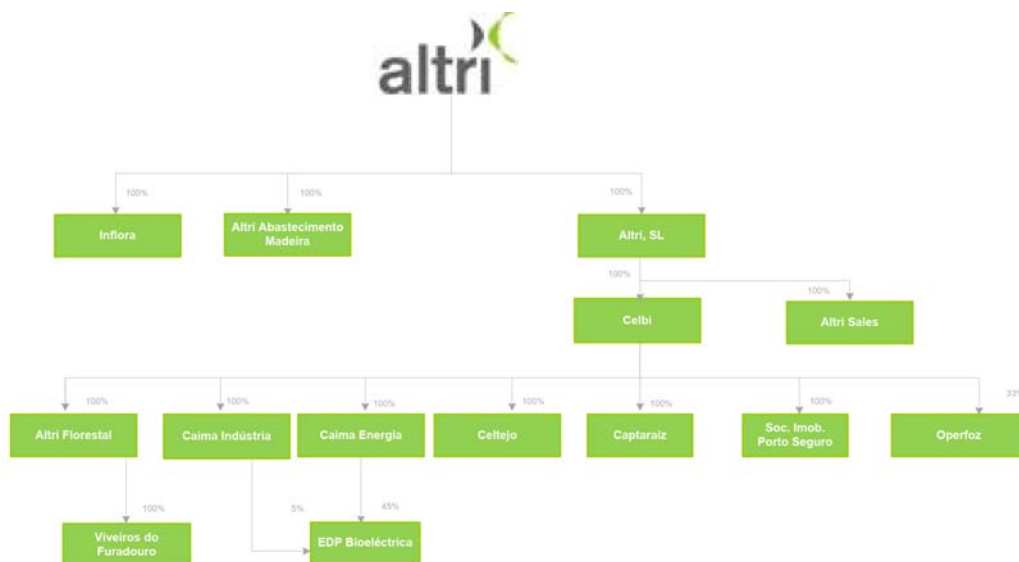 altri
100%
100%
100%
Inflora
Altri Abastecimento
Madeira
Altri, SL
100%
100%
Celbi
Altri Sales
100%
100%
100%
100%
100%
100%
33%
Altri Florestal
Caima Indústria
Caima Energia
Celtejo
Captaraiz
Soc. Imob.
Porto Seguro
Operfoz
100%
5%
45%
Viveiros do
Furadouro
EDP Bioeléctrica